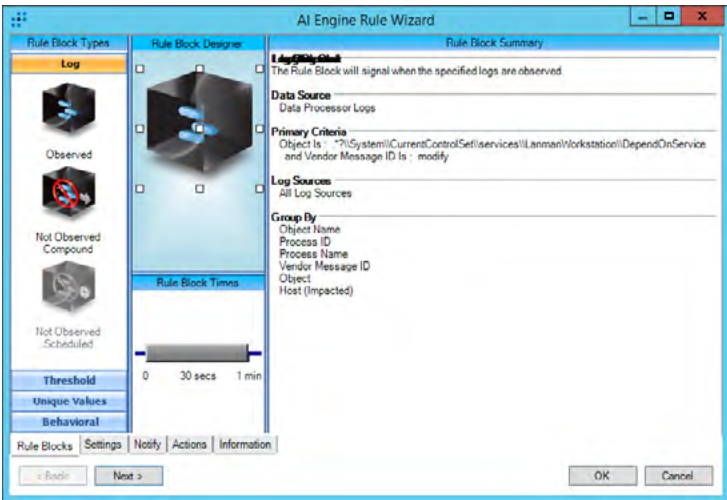 AI Engine Rule Wizard
Rule Block Types
Log
Observed
Not Observed
Compound
Not Observed
Scheduled
Threshold
Unique Values
Behavioral
Rule Block Designer
Rule Block Times
0 30 secs 1 min
Rule Block Summary
The Rule Block will signal when the specified logs are observed
Data Source
Data Processor Logs
Primary Criteria
Object Is : .*?\\System\\CurrentControlSet\\services\\LanmanWorkstation\\DependOnService
and Vendor Message ID Is : modify
Log Sources
All Log Sources
Group By
Object Name
Process ID
Process Name
Vendor Message ID
Object
Host (Impacted)
Rule Blocks Settings Notify Actions Information
< Back Next > OK Cancel